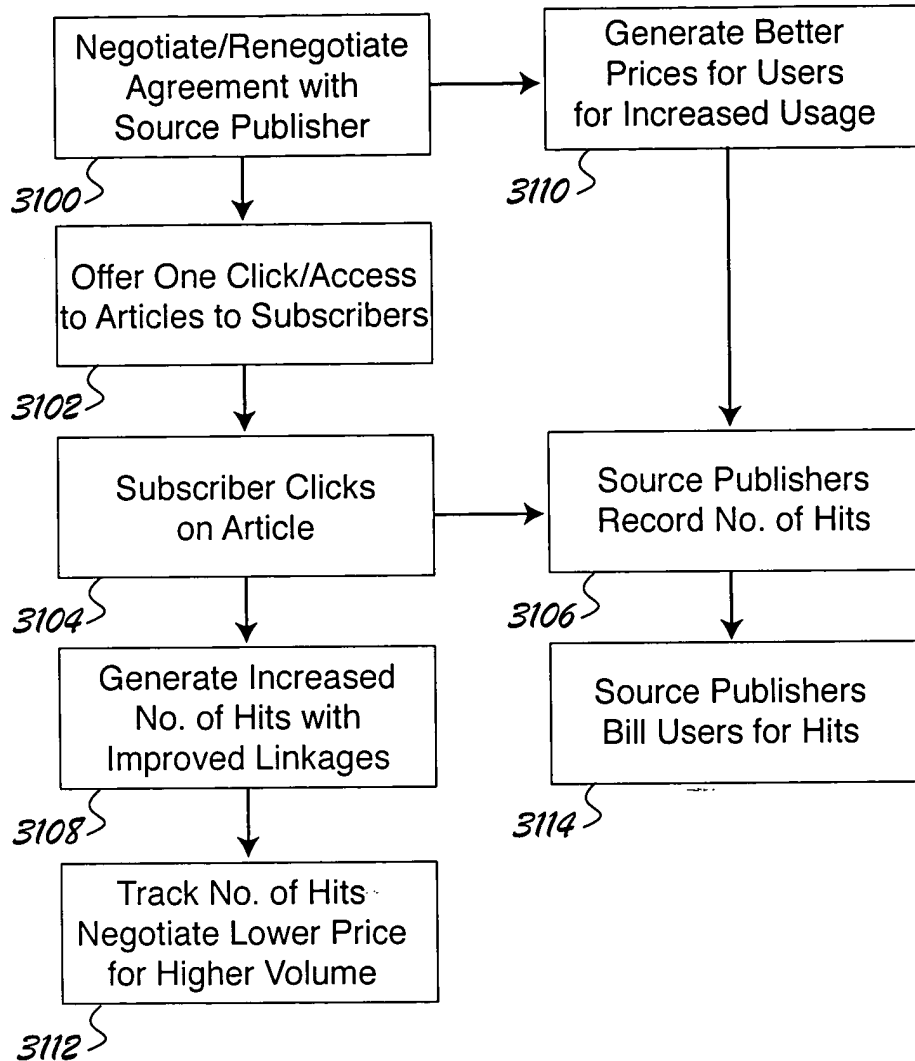 Negotiate/Renegotiate
Agreement with
Source Publisher
3100
Generate Better
Prices for Users
for Increased Usage
3110
Offer One Click/Access
to Articles to Subscribers
3102
Subscriber Clicks
on Article
3104
Source Publishers
Record No. of Hits
3106
Generate Increased
No. of Hits with
Improved Linkages
3108
Source Publishers
Bill Users for Hits
3114
Track No. of Hits
Negotiate Lower Price
for Higher Volume
3112